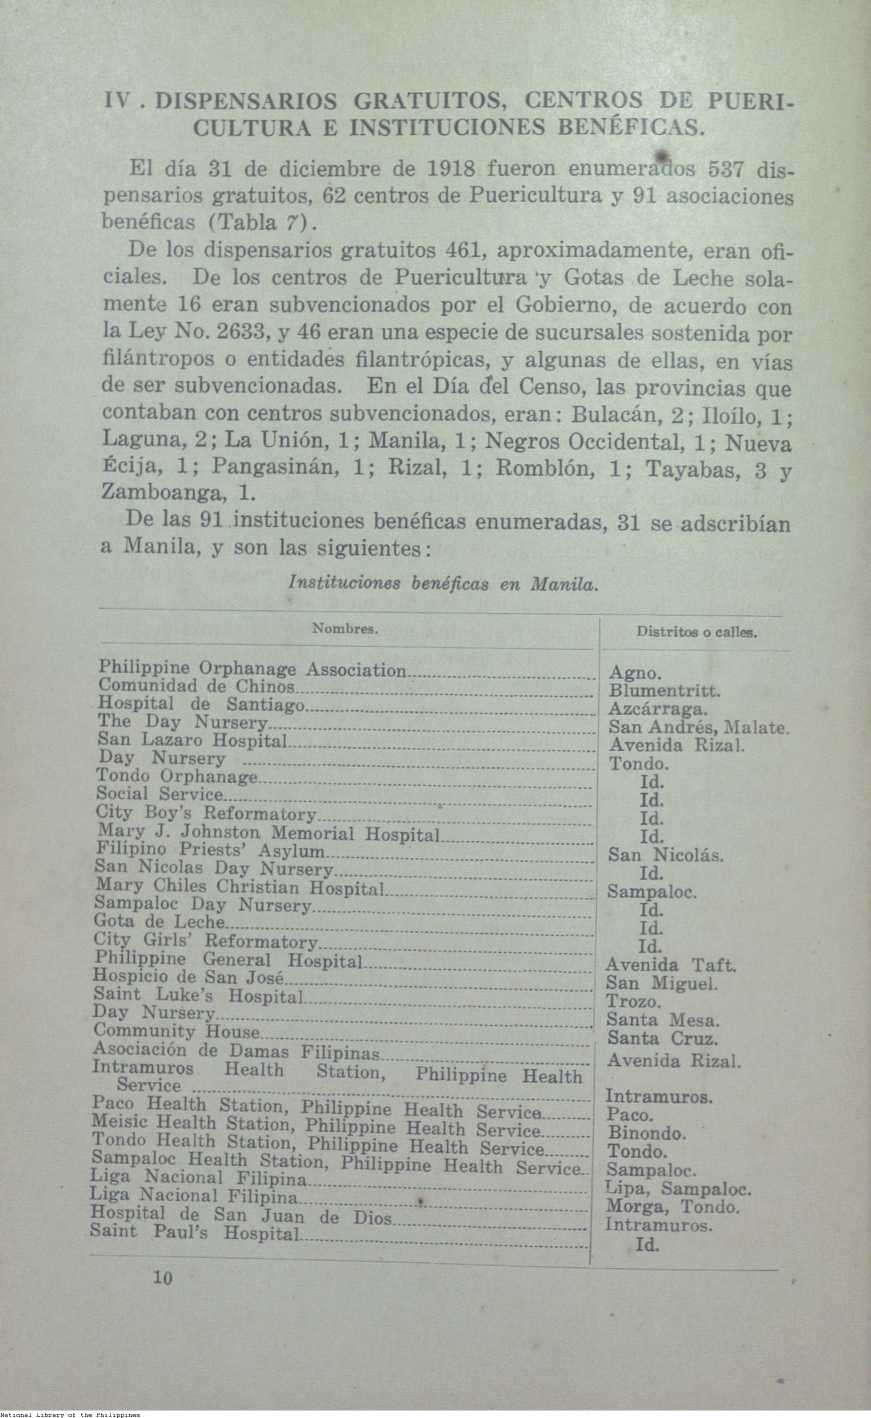 IV . DISPENSARIOS GRATUITOS, CENTROS DE PUERI-
CULTURA E INSTITUCIONES BENÉFICAS.
El día 31 de diciembre de 1918 fueron enumerados 537 dis-
pensarios gratuitos, 62 centros de Puericultura y 91 asociaciones
benéficas (Tabla 7).
De los dispensarios gratuitos 461, aproximadamente, eran ofi-
ciales. De los centros de Puericultura y Gotas de Leche sola-
mente 16 eran subvencionados por el Gobierno, de acuerdo con
la Ley No. 2633, y 46 eran una especie de sucursales sostenida por
filántropos o entidades filantrópicas, y algunas de ellas, en vías
de ser subvencionadas. En el Día del Censo, las provincias que
contaban con centros subvencionados, eran: Bulacán, 2; Iloílo, 1;
Laguna, 2; La Unión, 1; Manila, 1; Negros Occidental, 1; Nueva
Écija, 1; Pangasinán, 1; Rizal, 1; Romblón, 1; Tayabas, 3 y
Zamboanga, 1.
De las 91 instituciones benéficas enumeradas, 31 se adscribían
a Manila, y son las siguientes:
Instituciones benéficas en Manila.
Nombres. Distritos o calles.
Philippine Orphanage Association Agno.
Comunidad de Chinos Blumentritt.
Hospital de Santiago Azcárraga.
The Day Nursery San Andrés, Malate.
San Lazaro Hospital Avenida Rizal.
Day Nursery Tondo.
Tondo Orphanage Id.
Social Service Id.
City Boy's Reformatory Id.
Mary J. Johnston Memorial Hospital Id.
Filipino Priests' Asylum San Nicolás.
San Nicolas Day Nursery Id.
Mary Chiles Christian Hospital Sampaloc.
Sampaloc Day Nursery Id.
Gota de Leche Id.
City Girls' Reformatory Id.
Philippine General Hospital Avenida Taft.
Hospicio de San José San Miguel.
Saint Luke's Hospital Trozo.
Day Nursery Santa Mesa.
Community House Santa Cruz.
Asociación de Damas Filipinas Avenida Rizal.
Intramuros Health Station, Philippine Health
Service Intramuros.
Paco Health Station, Philippine Health Service Paco.
Meisic Health Station, Philippine Health Service Binondo.
Tondo Health Station, Philippine Health Service Tondo.
Sampaloc Health Station, Philippine Health Service Sampaloc.
Liga Nacional Filipina Lipa, Sampaloc.
Liga Nacional Filipina Morga, Tondo.
Hospital de San Juan de Dios Intramuros.
Saint Paul's Hospital Id.
10
National Library of the Philippines